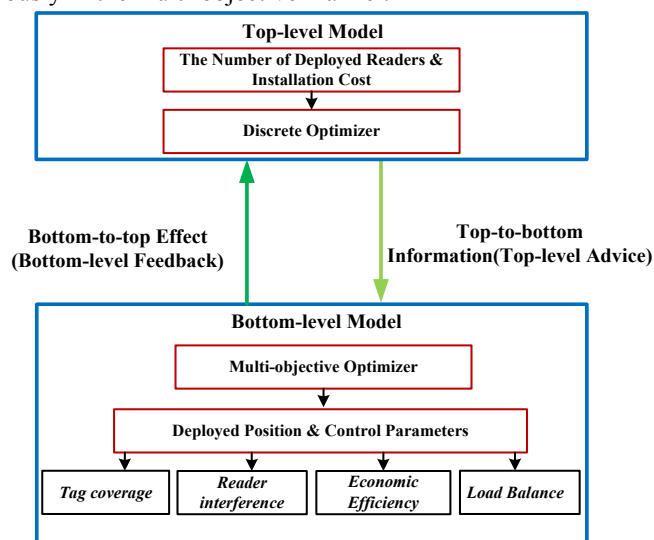 Top-level Model
The Number of Deployed Readers &
Installation Cost
Discrete Optimizer
Bottom-to-top Effect
(Bottom-level Feedback)
Top-to-bottom
Information(Top-level Advice)
Bottom-level Model
Multi-objective Optimizer
Deployed Position & Control Parameters
Tag coverage
Reader
interference
Economic
Efficiency
Load Balance